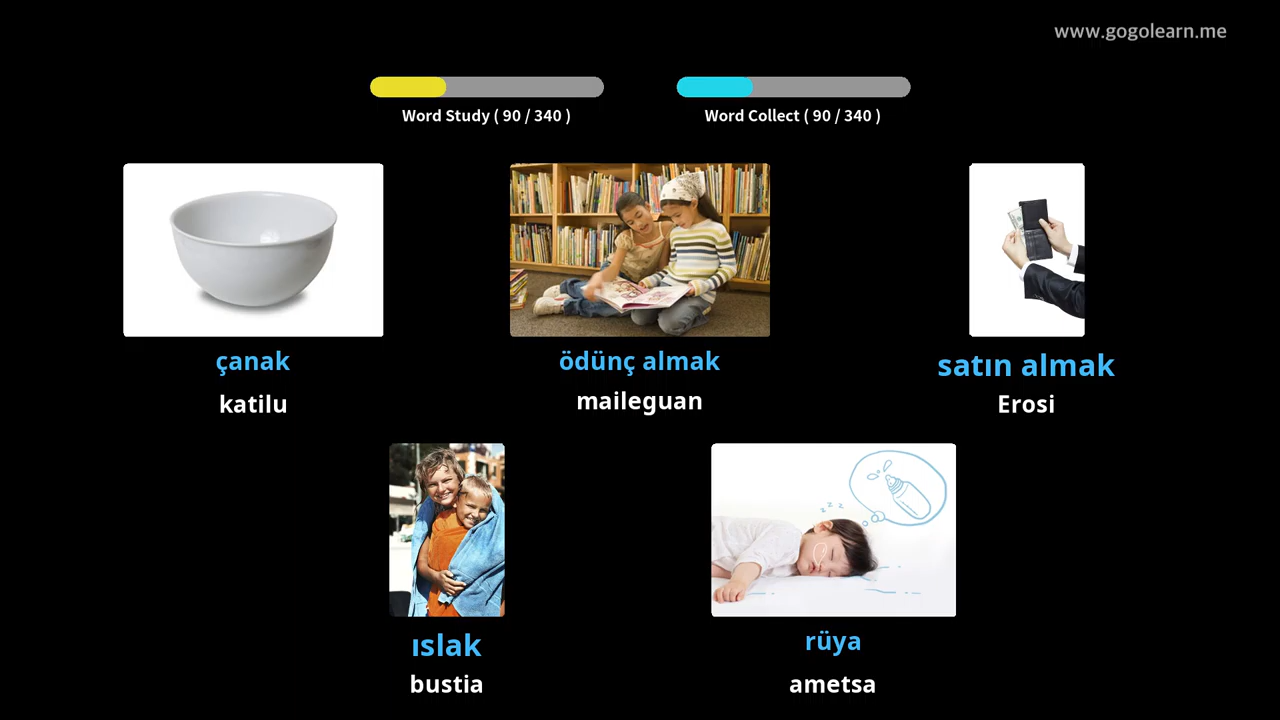 www.gogolearn.me
Word Study ( 90 / 340 )
Word Collect ( 90 / 340 )
çanak
katilu
ödünç almak
maileguan
satın almak
Erosi
ıslak
bustia
rüya
ametsa